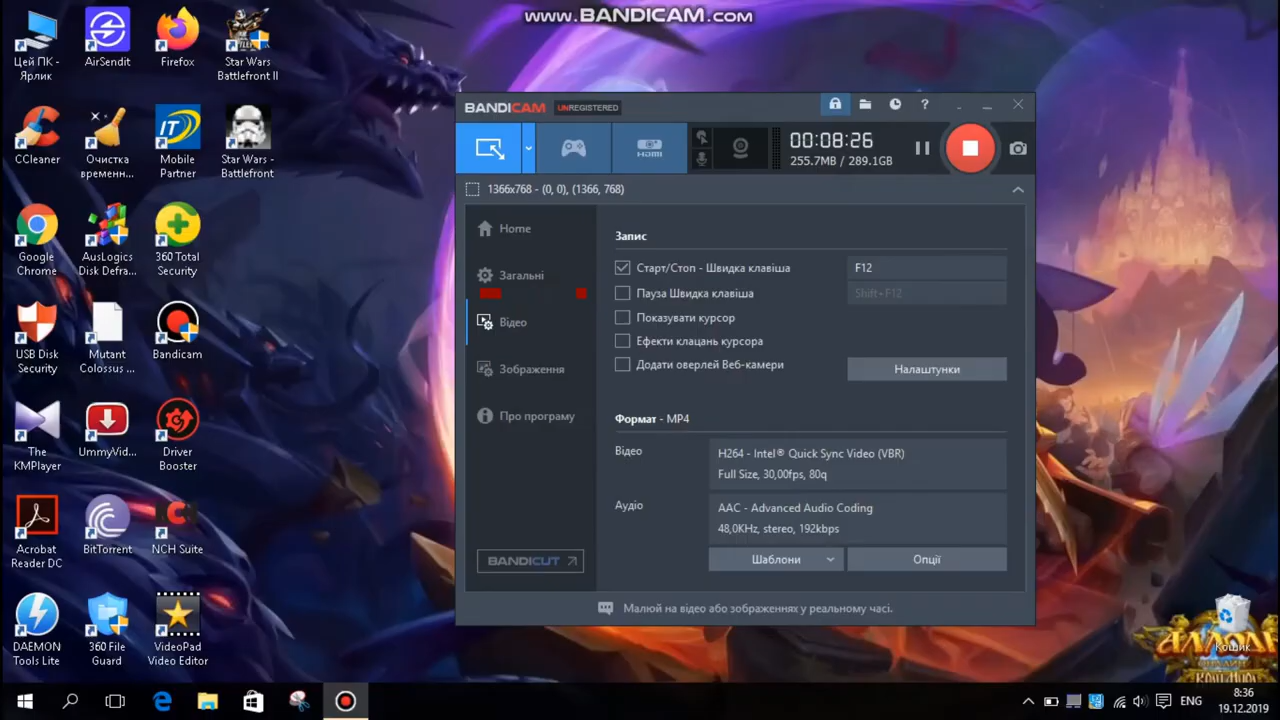 www.BANDICAM.com
Цей ПК -
Ярлик
AirSendit
Firefox
Star Wars
Battlefront II
CCleaner
Очистка
временн...
Mobile
Partner
Star Wars -
Battlefront
Google
Chrome
AusLogics
Disk Defra...
360 Total
Security
USB Disk
Security
Mutant
Colossus ...
Bandicam
The
KMPlayer
UmmyVid...
Driver
Booster
Acrobat
Reader DC
BitTorrent
NCH
NCH Suite
DAEMON
Tools Lite
360 File
Guard
VideoPad
Video Editor
BANDICAM UNREGISTERED
HDMI
00:08:26
255.7MB / 289.1GB
1366x768 - (0, 0), (1366, 768)
Home
Загальні
Відео
Зображення
Про програму
BANDICUT
Запис
Старт/Стоп - Швидка клавіша F12
Пауза Швидка клавіша Shift+F12
Показувати курсор
Ефекти клацань курсора
Додати оверлей Веб-камери Налаштунки
Формат - MP4
Відео H264 - Intel® Quick Sync Video (VBR)
Full Size, 30,00fps, 80q
Аудіо AAC - Advanced Audio Coding
48,0KHz, stereo, 192kbps
Шаблони Опції
Малюй на відео або зображеннях у реальному часі.
Кошик
ENG
8:36
19.12.2019